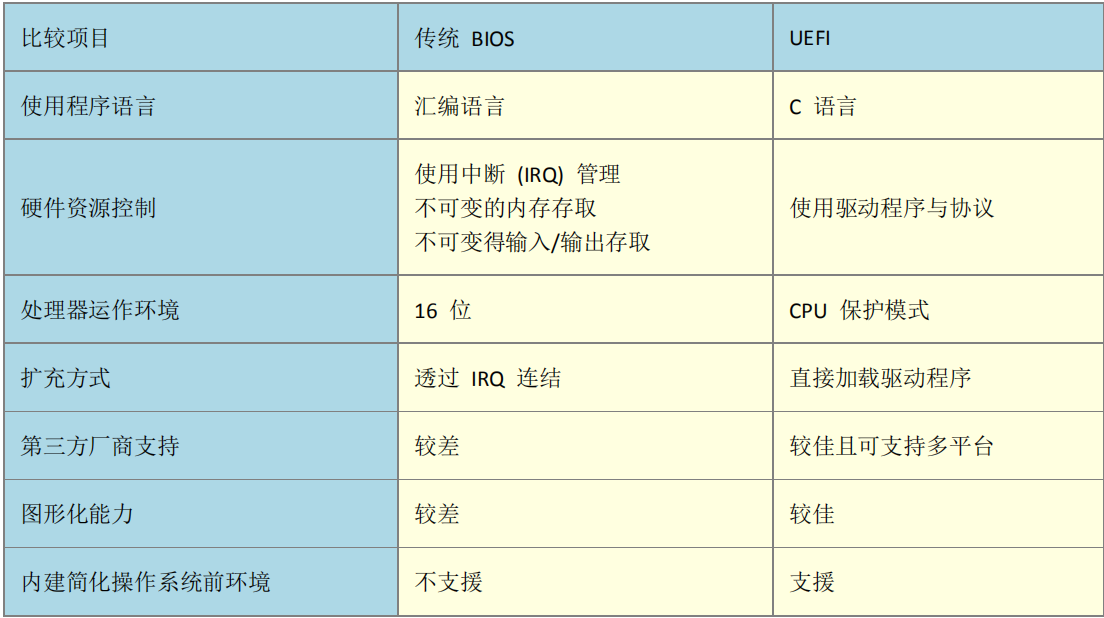 比较项目 传统 BIOS UEFI
使用程序语言 汇编语言 C 语言
硬件资源控制
使用中断 (IRQ) 管理
不可变的内存存取
不可变得输入/输出存取
使用驱动程序与协议
处理器运作环境 16 位 CPU 保护模式
扩充方式 透过 IRQ 连结 直接加载驱动程序
第三方厂商支持 较差 较佳且可支持多平台
图形化能力 较差 较佳
内建简化操作系统前环境 不支援 支援